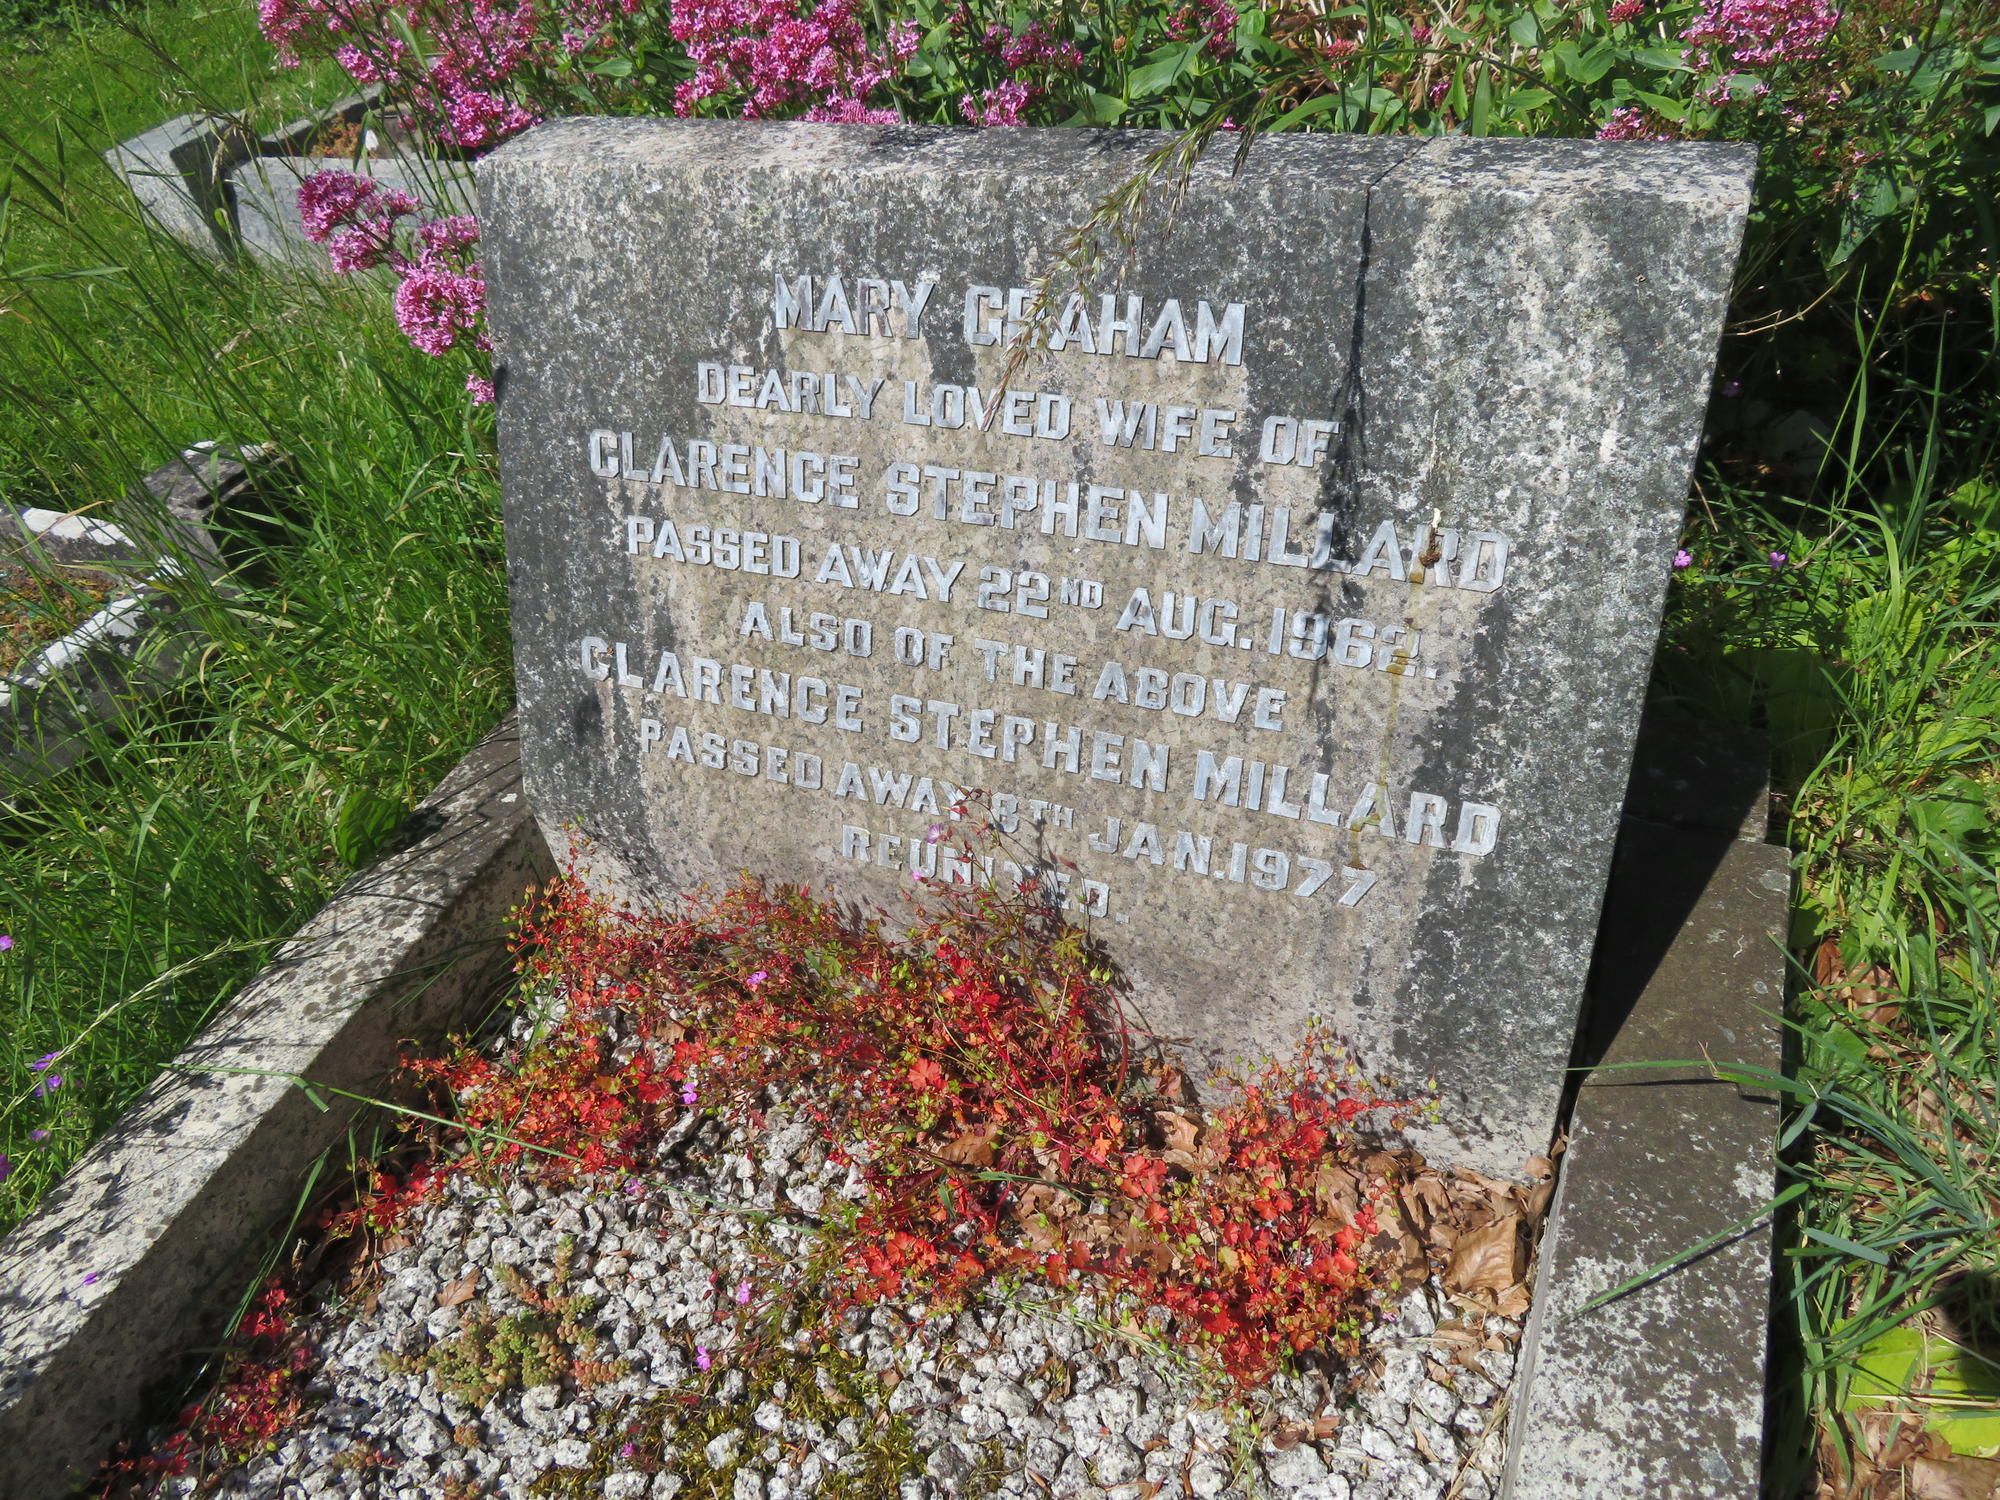 MARY GRAHAM
DEARLY LOVED WIFE OF
CLARENCE STEPHEN MILLARD
PASSED AWAY 22ND AUG. 1962.
ALSO OF THE ABOVE
CLARENCE STEPHEN MILLARD
PASSED AWAY 8TH JAN. 1977.
REUNITED.